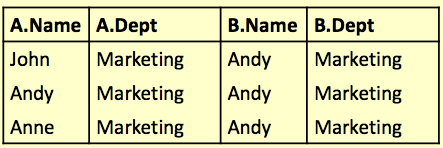 A.Name A.Dept B.Name B.Dept
John Marketing Andy Marketing
Andy Marketing Andy Marketing
Anne Marketing Andy Marketing